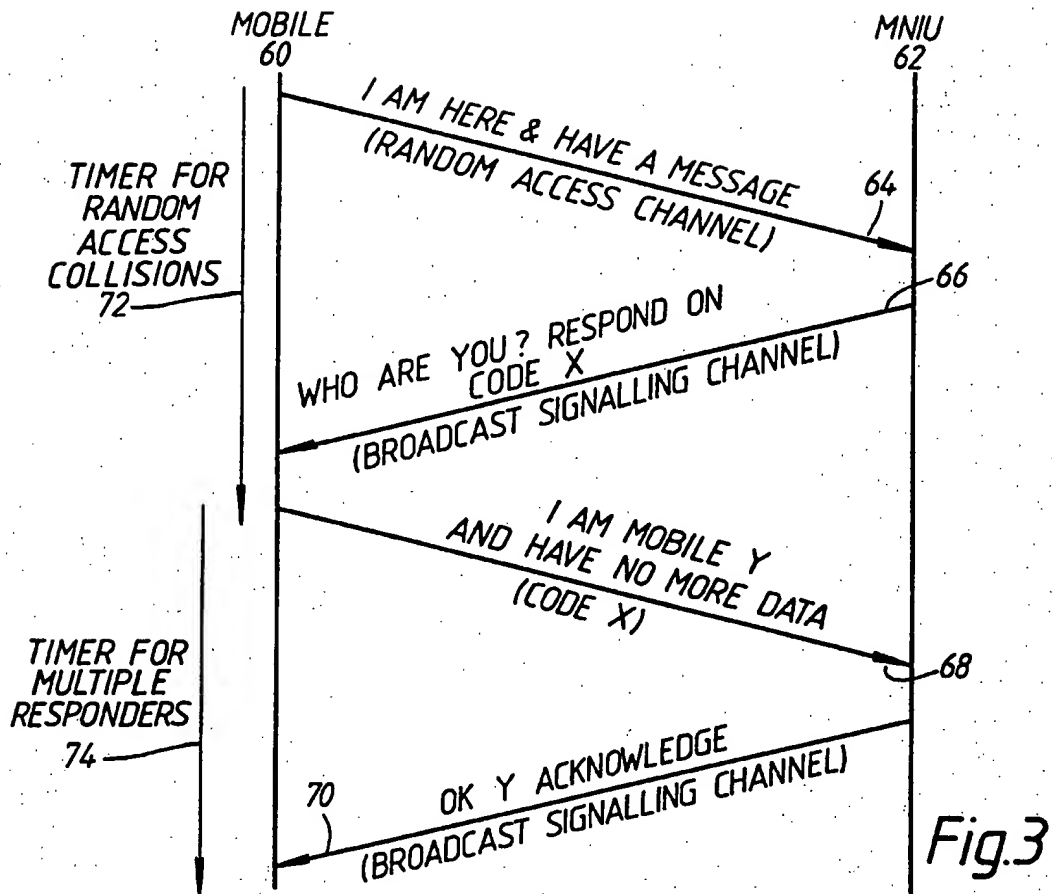 MOBILE
60
MNIU
62
I AM HERE & HAVE A MESSAGE
(RANDOM ACCESS CHANNEL)
64
TIMER FOR
RANDOM
ACCESS
COLLISIONS
72
66
WHO ARE YOU? RESPOND ON
CODE X
(BROADCAST SIGNALLING CHANNEL)
I AM MOBILE Y
AND HAVE NO MORE DATA
(CODE X)
68
TIMER FOR
MULTIPLE
RESPONDERS
74
70
OK Y ACKNOWLEDGE
(BROADCAST SIGNALLING CHANNEL)
Fig.3